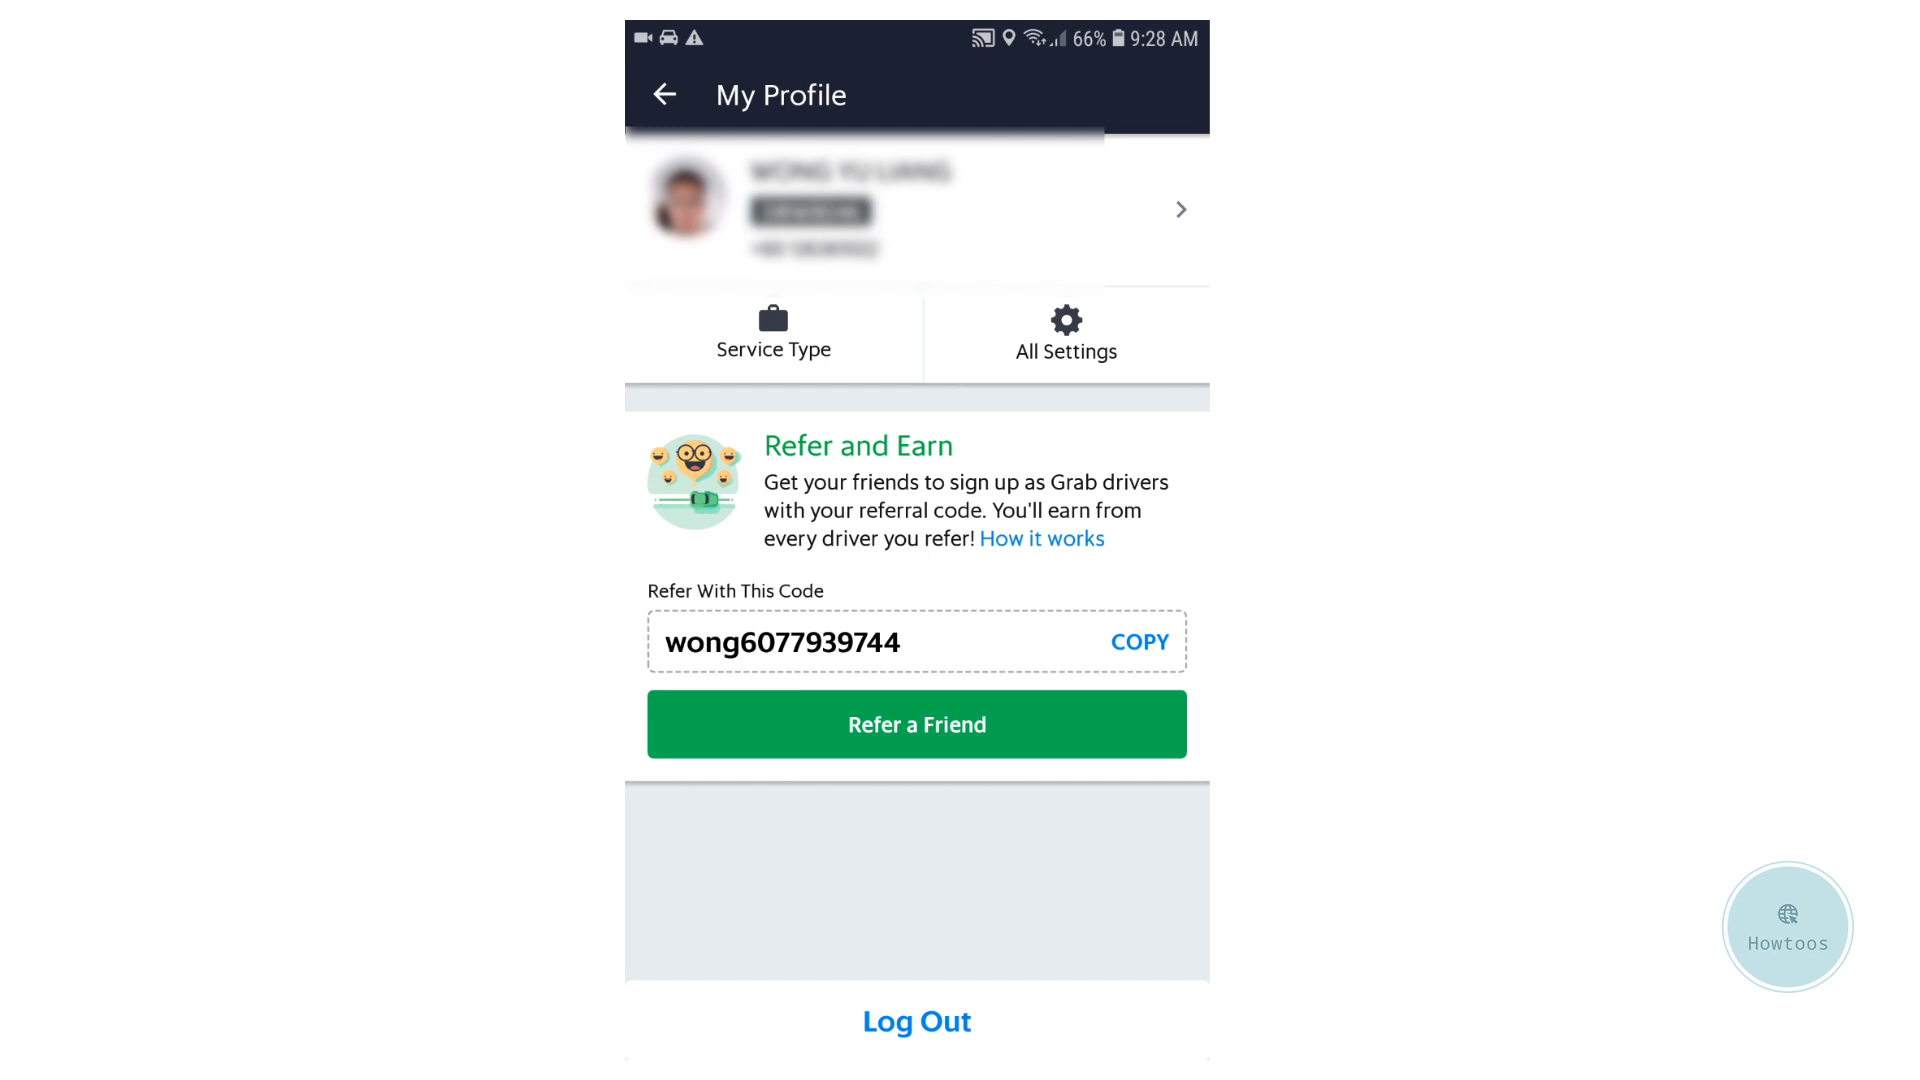 66% 9:28 AM
My Profile
Service Type
All Settings
Refer and Earn
Get your friends to sign up as Grab drivers
with your referral code. You'll earn from
every driver you refer! How it works
Refer With This Code
wong6077939744
COPY
Refer a Friend
Log Out
Howtoos